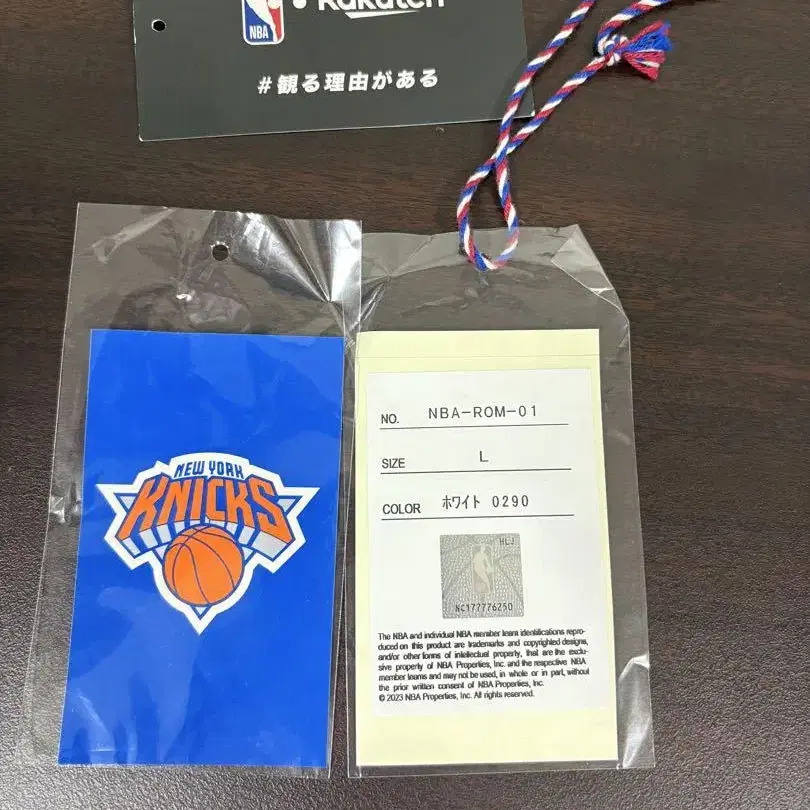 NBA
Rakuten
#観る理由がある
NEW YORK
KNICKS
NO. NBA-ROM-01
SIZE L
COLOR ホワイト 0290
HLJ
NC177776250
The NBA and individual NBA member team identifications repro-
duced on this product are trademarks and copyrighted designs,
and/or other forms of intellectual property, that are the exclu-
sive property of NBA Properties, Inc. and the respective NBA
member teams and may not be used, in whole or in part, without
the prior written consent of NBA Properties, Inc.
© 2023 NBA Properties, Inc. All rights reserved.